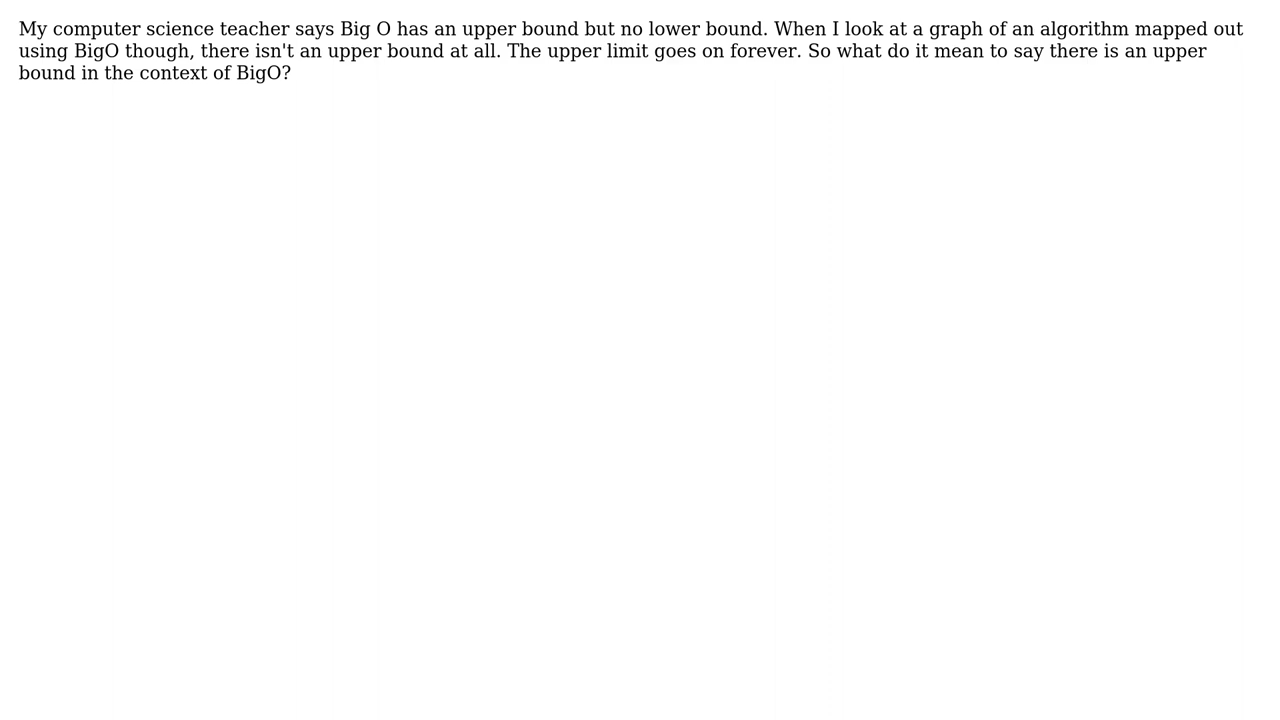 My computer science teacher says Big O has an upper bound but no lower bound. When I look at a graph of an algorithm mapped out
using BigO though, there isn't an upper bound at all. The upper limit goes on forever. So what do it mean to say there is an upper
bound in the context of BigO?